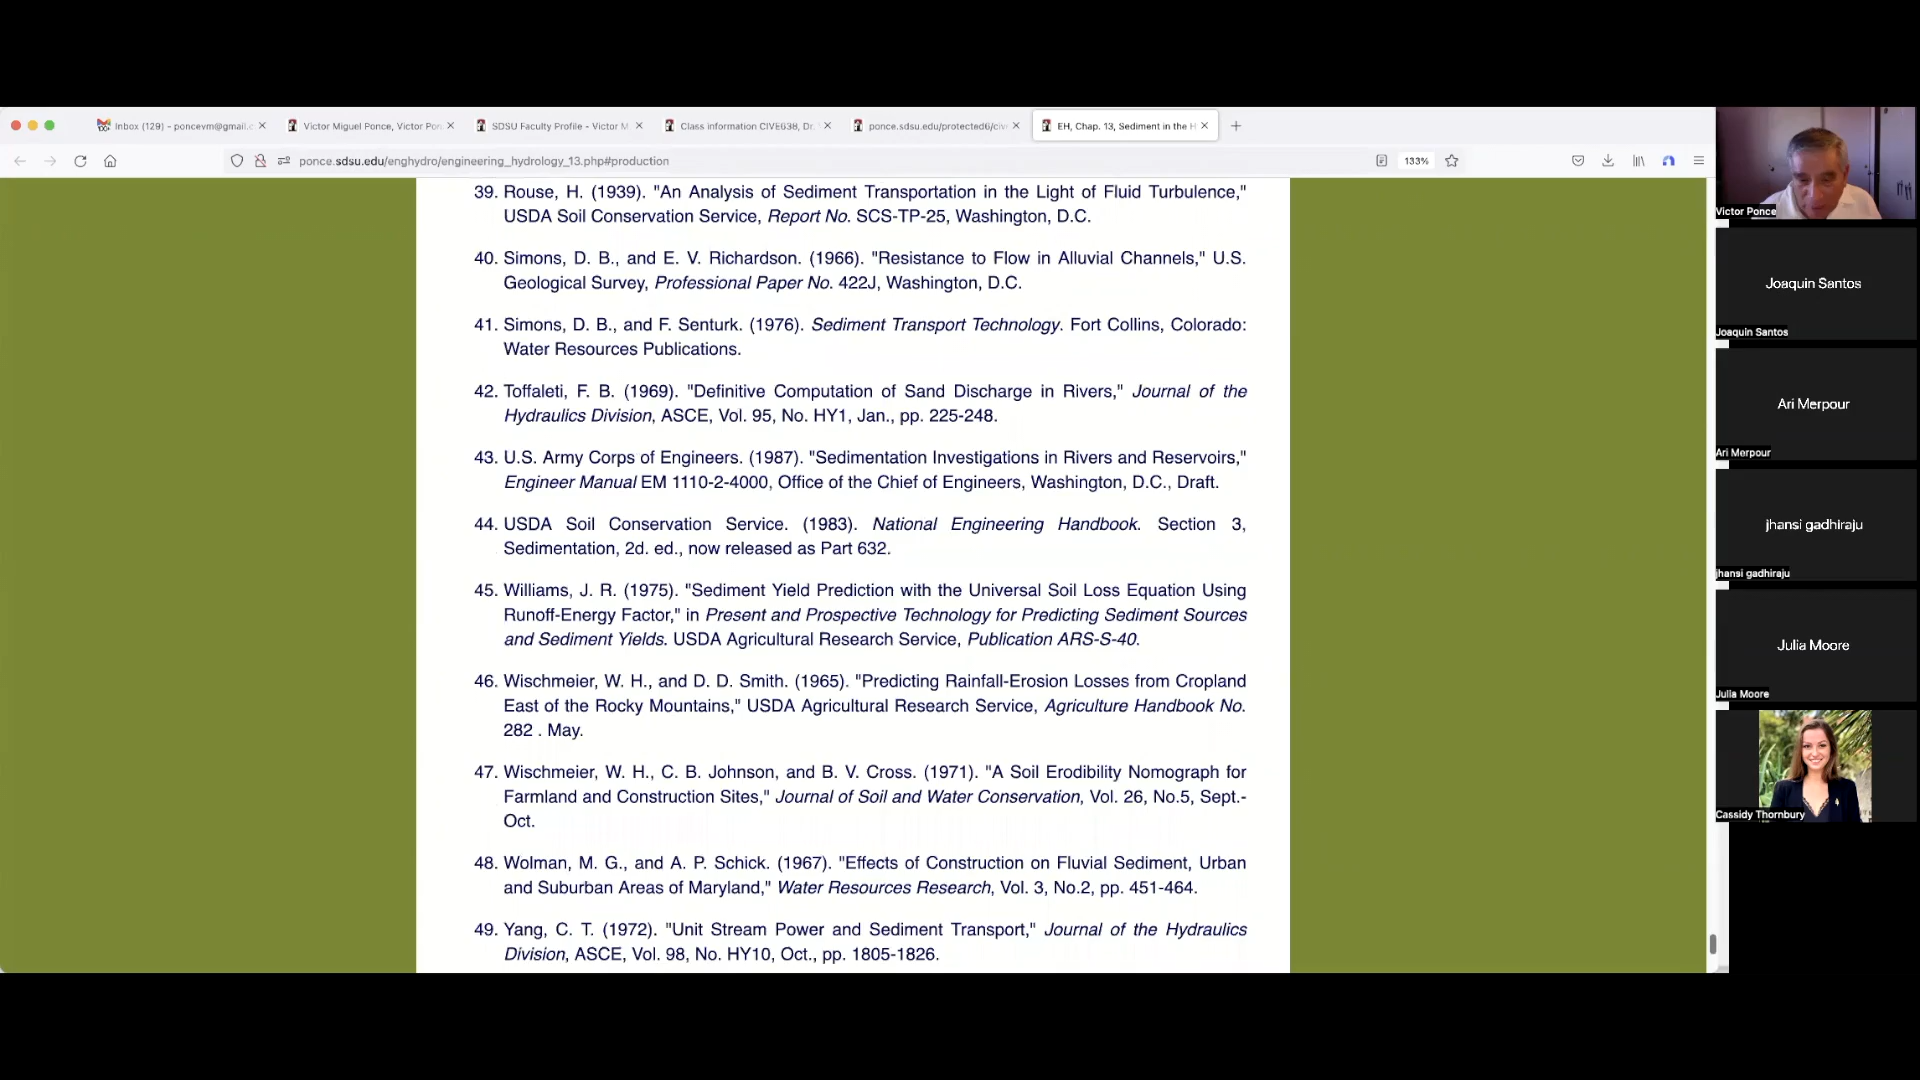 Inbox (129) - poncevm@gmail.c
Victor Miguel Ponce, Victor Pon
SDSU Faculty Profile - Victor M
Class information CIVE638, Dr. V
ponce.sdsu.edu/protected6/cive
EH, Chap. 13, Sediment in the H
ponce.sdsu.edu/enghydro/engineering_hydrology_13.php#production
133%
39. Rouse, H. (1939). "An Analysis of Sediment Transportation in the Light of Fluid Turbulence,"
USDA Soil Conservation Service, Report No. SCS-TP-25, Washington, D.C.
40. Simons, D. B., and E. V. Richardson. (1966). "Resistance to Flow in Alluvial Channels," U.S.
Geological Survey, Professional Paper No. 422J, Washington, D.C.
41. Simons, D. B., and F. Senturk. (1976). Sediment Transport Technology. Fort Collins, Colorado:
Water Resources Publications.
42. Toffaleti, F. B. (1969). "Definitive Computation of Sand Discharge in Rivers," Journal of the
Hydraulics Division, ASCE, Vol. 95, No. HY1, Jan., pp. 225-248.
43. U.S. Army Corps of Engineers. (1987). "Sedimentation Investigations in Rivers and Reservoirs,"
Engineer Manual EM 1110-2-4000, Office of the Chief of Engineers, Washington, D.C., Draft.
44. USDA Soil Conservation Service. (1983). National Engineering Handbook. Section 3,
Sedimentation, 2d. ed., now released as Part 632.
45. Williams, J. R. (1975). "Sediment Yield Prediction with the Universal Soil Loss Equation Using
Runoff-Energy Factor," in Present and Prospective Technology for Predicting Sediment Sources
and Sediment Yields. USDA Agricultural Research Service, Publication ARS-S-40.
46. Wischmeier, W. H., and D. D. Smith. (1965). "Predicting Rainfall-Erosion Losses from Cropland
East of the Rocky Mountains," USDA Agricultural Research Service, Agriculture Handbook No.
282 . May.
47. Wischmeier, W. H., C. B. Johnson, and B. V. Cross. (1971). "A Soil Erodibility Nomograph for
Farmland and Construction Sites," Journal of Soil and Water Conservation, Vol. 26, No.5, Sept.-
Oct.
48. Wolman, M. G., and A. P. Schick. (1967). "Effects of Construction on Fluvial Sediment, Urban
and Suburban Areas of Maryland," Water Resources Research, Vol. 3, No.2, pp. 451-464.
49. Yang, C. T. (1972). "Unit Stream Power and Sediment Transport," Journal of the Hydraulics
Division, ASCE, Vol. 98, No. HY10, Oct., pp. 1805-1826.
Victor Ponce
Joaquin Santos
Joaquin Santos
Ari Merpour
Ari Merpour
jhansi gadhiraju
jhansi gadhiraju
Julia Moore
Julia Moore
Cassidy Thornbury